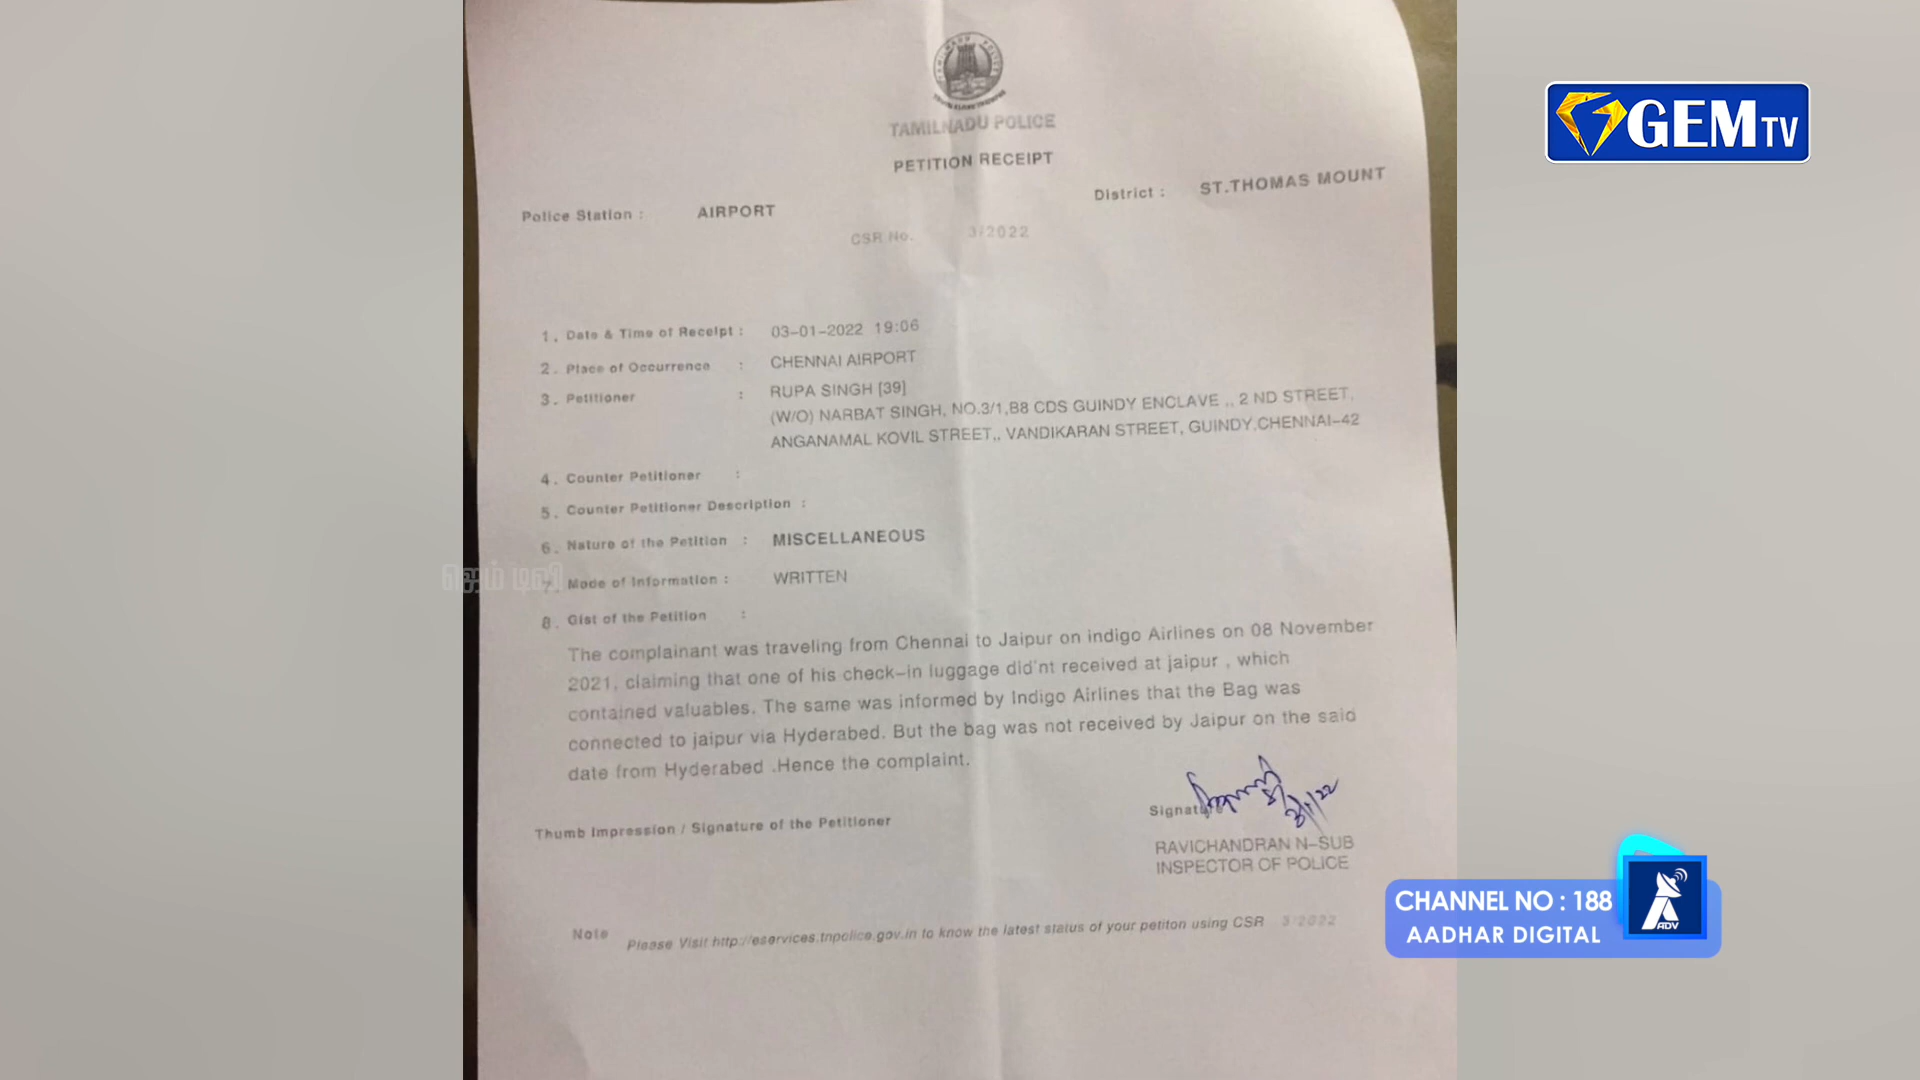 GEM TV
TAMILNADU POLICE
PETITION RECEIPT
Police Station : AIRPORT District : ST.THOMAS MOUNT
CSR No. 3/2022
1. Date & Time of Receipt : 03-01-2022 19:06
2. Place of Occurrence : CHENNAI AIRPORT
3. Petitioner : RUPA SINGH [39]
(W/O) NARBAT SINGH, NO.3/1,B8 CDS GUINDY ENCLAVE ,, 2 ND STREET,
ANGANAMAL KOVIL STREET,, VANDIKARAN STREET, GUINDY,CHENNAI-42
4. Counter Petitioner :
5. Counter Petitioner Description :
6. Nature of the Petition : MISCELLANEOUS
ஜெம் டிவி
7. Mode of Information : WRITTEN
8. Gist of the Petition :
The complainant was traveling from Chennai to Jaipur on indigo Airlines on 08 November
2021, claiming that one of his check-in luggage did'nt received at jaipur , which
contained valuables. The same was informed by Indigo Airlines that the Bag was
connected to jaipur via Hyderabed. But the bag was not received by Jaipur on the said
date from Hyderabed .Hence the complaint.
Thumb Impression / Signature of the Petitioner
Signature
RAVICHANDRAN N-SUB
INSPECTOR OF POLICE
Note Please Visit http://eservices.tnpolice.gov.in to know the latest status of your petiton using CSR 3/2022
CHANNEL NO : 188
AADHAR DIGITAL
ADV